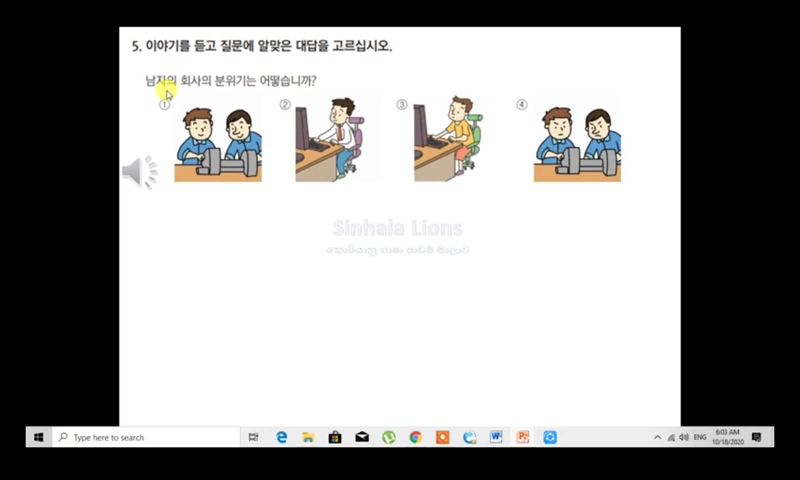 5. 이야기를 듣고 질문에 알맞은 대답을 고르십시오.
남자의 회사의 분위기는 어떻습니까?
① ② ③ ④
Sinhala Lions
කොරියානු භාෂා පාඩම් මාලාව
Type here to search
ENG
6:03 AM
10/18/2020